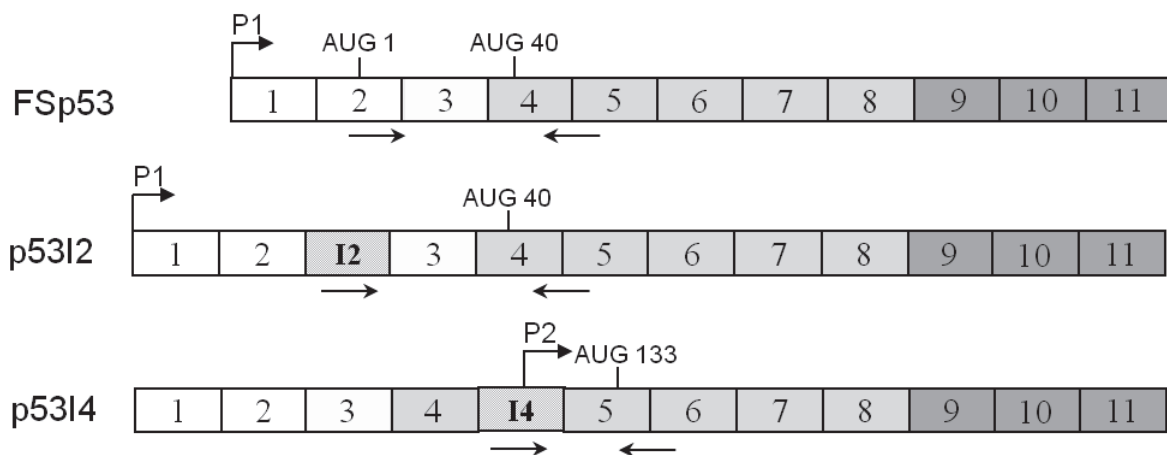 P1
AUG 1 AUG 40
FSp53 1 2 3 4 5 6 7 8 9 10 11
P1
AUG 40
p53I2 1 2 I2 3 4 5 6 7 8 9 10 11
P2
AUG 133
p53I4 1 2 3 4 I4 5 6 7 8 9 10 11